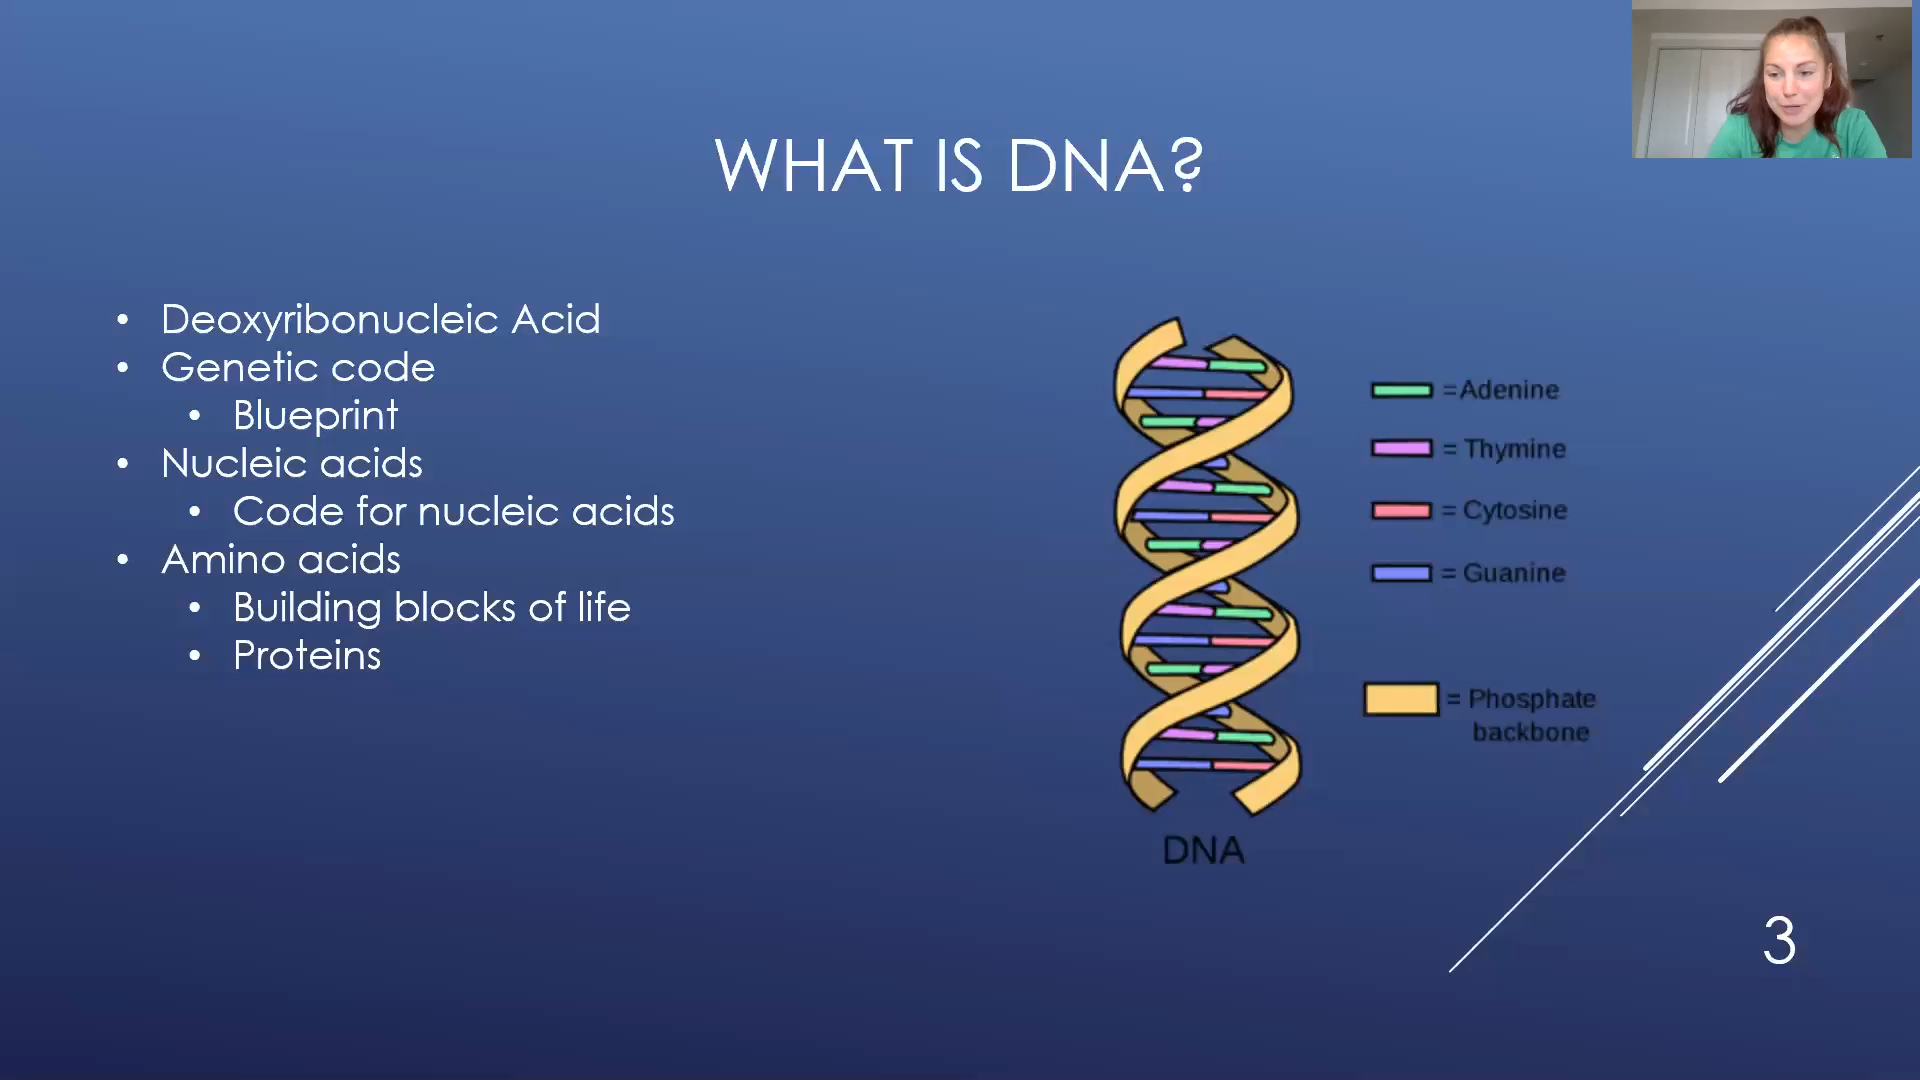 WHAT IS DNA?
• Deoxyribonucleic Acid
• Genetic code
• Blueprint
• Nucleic acids
• Code for nucleic acids
• Amino acids
• Building blocks of life
• Proteins
=Adenine
= Thymine
= Cytosine
= Guanine
= Phosphate
backbone
DNA
3